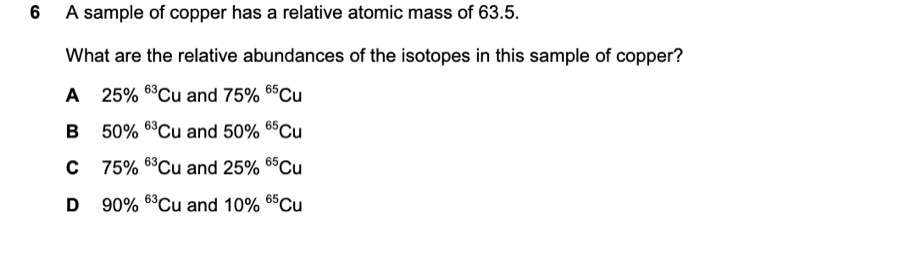 6 A sample of copper has a relative atomic mass of 63.5.
What are the relative abundances of the isotopes in this sample of copper?
A 25% ⁶³Cu and 75% ⁶⁵Cu
B 50% ⁶³Cu and 50% ⁶⁵Cu
C 75% ⁶³Cu and 25% ⁶⁵Cu
D 90% ⁶³Cu and 10% ⁶⁵Cu